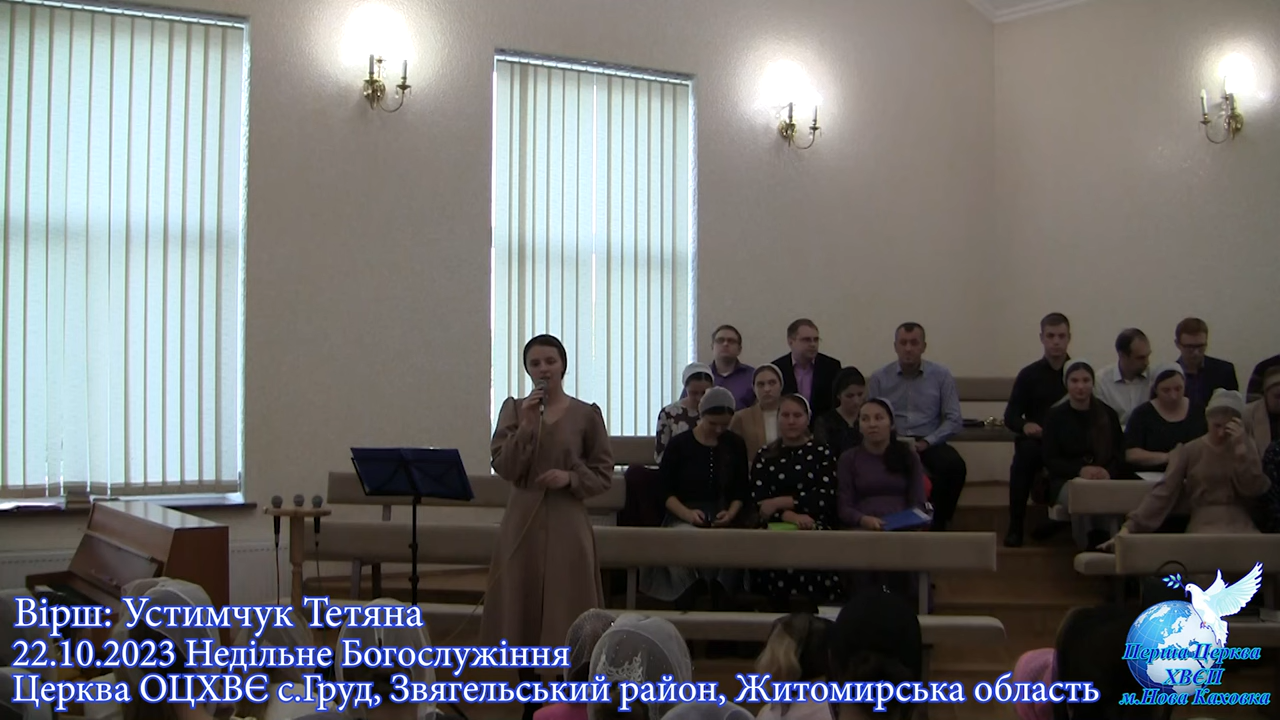 Вірш: Устимчук Тетяна
22.10.2023 Недільне Богослужіння
Церква ОЦХВЄ с.Груд, Звягельський район, Житомирська область
Перша Церква
ХВЄП
м.Нова Каховка